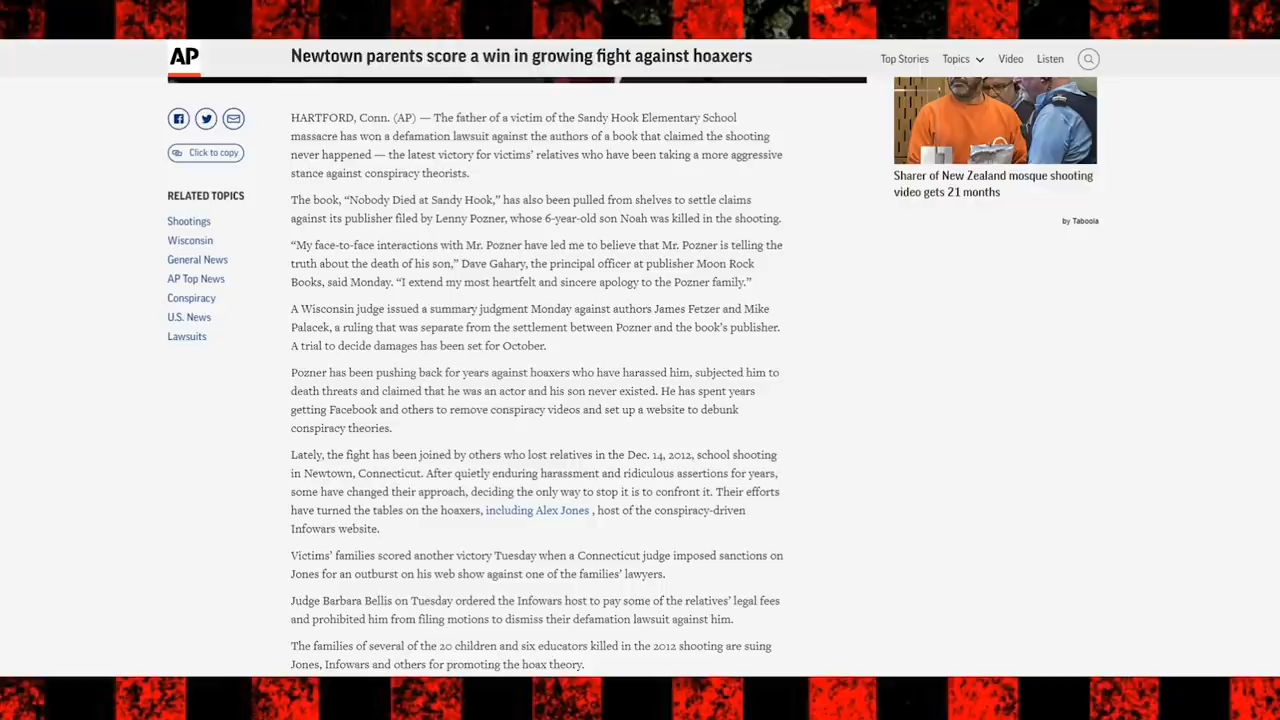 AP
Newtown parents score a win in growing fight against hoaxers
Top Stories Topics Video Listen
Click to copy
RELATED TOPICS
Shootings
Wisconsin
General News
AP Top News
Conspiracy
U.S. News
Lawsuits
HARTFORD, Conn. (AP) — The father of a victim of the Sandy Hook Elementary School
massacre has won a defamation lawsuit against the authors of a book that claimed the shooting
never happened — the latest victory for victims’ relatives who have been taking a more aggressive
stance against conspiracy theorists.
The book, “Nobody Died at Sandy Hook,” has also been pulled from shelves to settle claims
against its publisher filed by Lenny Pozner, whose 6-year-old son Noah was killed in the shooting.
“My face-to-face interactions with Mr. Pozner have led me to believe that Mr. Pozner is telling the
truth about the death of his son,” Dave Gahary, the principal officer at publisher Moon Rock
Books, said Monday. “I extend my most heartfelt and sincere apology to the Pozner family.”
A Wisconsin judge issued a summary judgment Monday against authors James Fetzer and Mike
Palacek, a ruling that was separate from the settlement between Pozner and the book’s publisher.
A trial to decide damages has been set for October.
Pozner has been pushing back for years against hoaxers who have harassed him, subjected him to
death threats and claimed that he was an actor and his son never existed. He has spent years
getting Facebook and others to remove conspiracy videos and set up a website to debunk
conspiracy theories.
Lately, the fight has been joined by others who lost relatives in the Dec. 14, 2012, school shooting
in Newtown, Connecticut. After quietly enduring harassment and ridiculous assertions for years,
some have changed their approach, deciding the only way to stop it is to confront it. Their efforts
have turned the tables on the hoaxers, including Alex Jones , host of the conspiracy-driven
Infowars website.
Victims’ families scored another victory Tuesday when a Connecticut judge imposed sanctions on
Jones for an outburst on his web show against one of the families’ lawyers.
Judge Barbara Bellis on Tuesday ordered the Infowars host to pay some of the relatives’ legal fees
and prohibited him from filing motions to dismiss their defamation lawsuit against him.
The families of several of the 20 children and six educators killed in the 2012 shooting are suing
Jones, Infowars and others for promoting the hoax theory.
Sharer of New Zealand mosque shooting
video gets 21 months
by Taboola